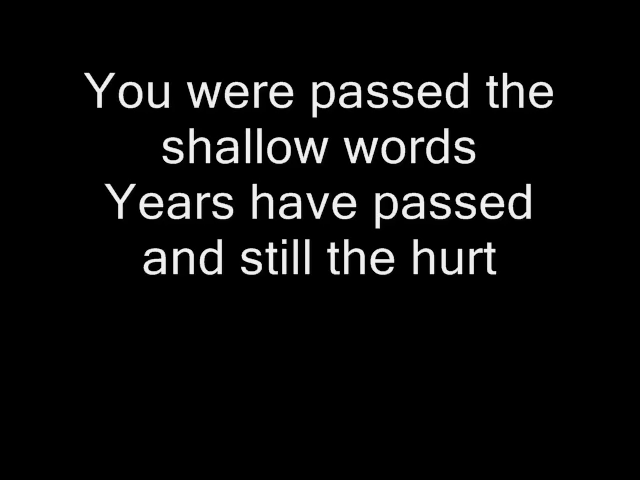 You were passed the
shallow words
Years have passed
and still the hurt